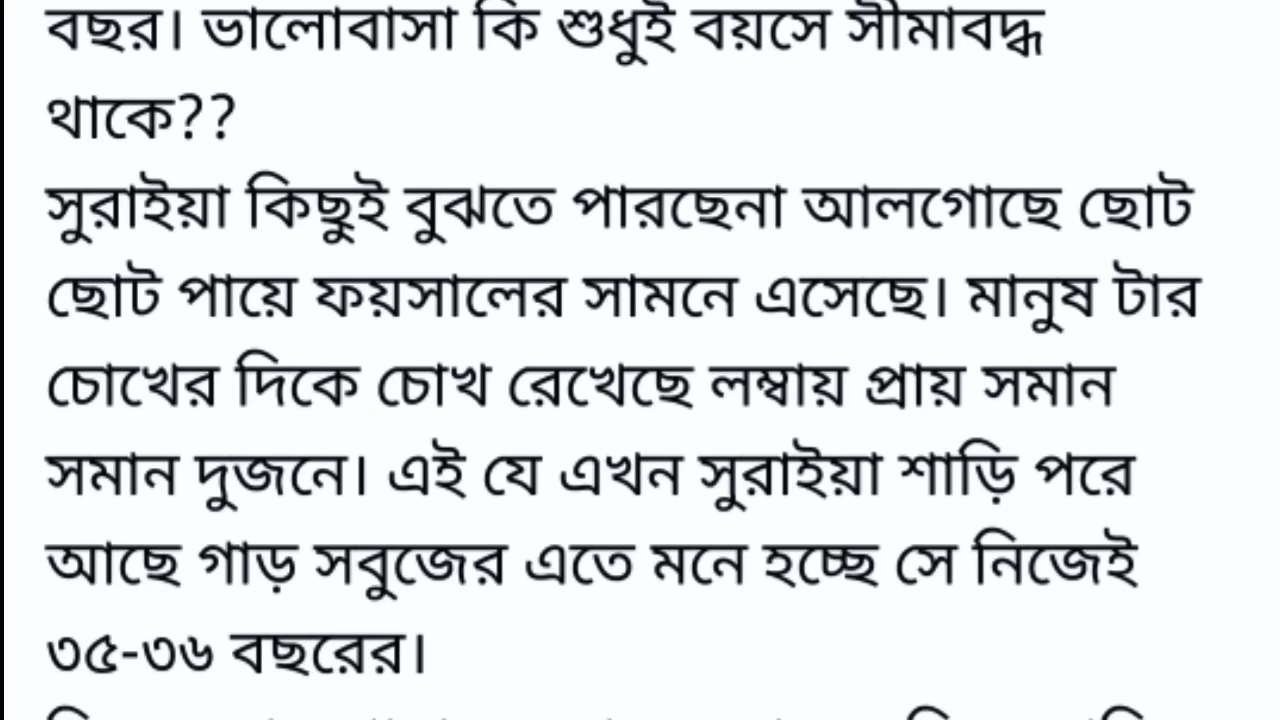 বছর। ভালোবাসা কি শুধুই বয়সে সীমাবদ্ধ
থাকে??
সুরাইয়া কিছুই বুঝতে পারছেনা আলগোছে ছোট
ছোট পায়ে ফয়সালের সামনে এসেছে। মানুষ টার
চোখের দিকে চোখ রেখেছে লম্বায় প্রায় সমান
সমান দুজনে। এই যে এখন সুরাইয়া শাড়ি পরে
আছে গাড় সবুজের এতে মনে হচ্ছে সে নিজেই
৩৫-৩৬ বছরের।